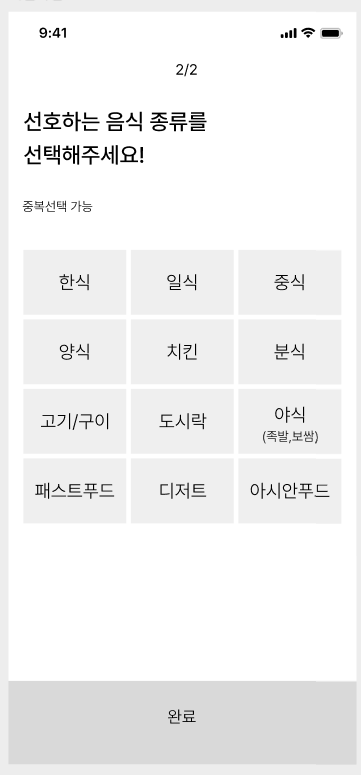 9:41
2/2
선호하는 음식 종류를
선택해주세요!
중복선택 가능
한식 일식 중식
양식 치킨 분식
고기/구이 도시락 야식
(족발,보쌈)
패스트푸드 디저트 아시안푸드
완료